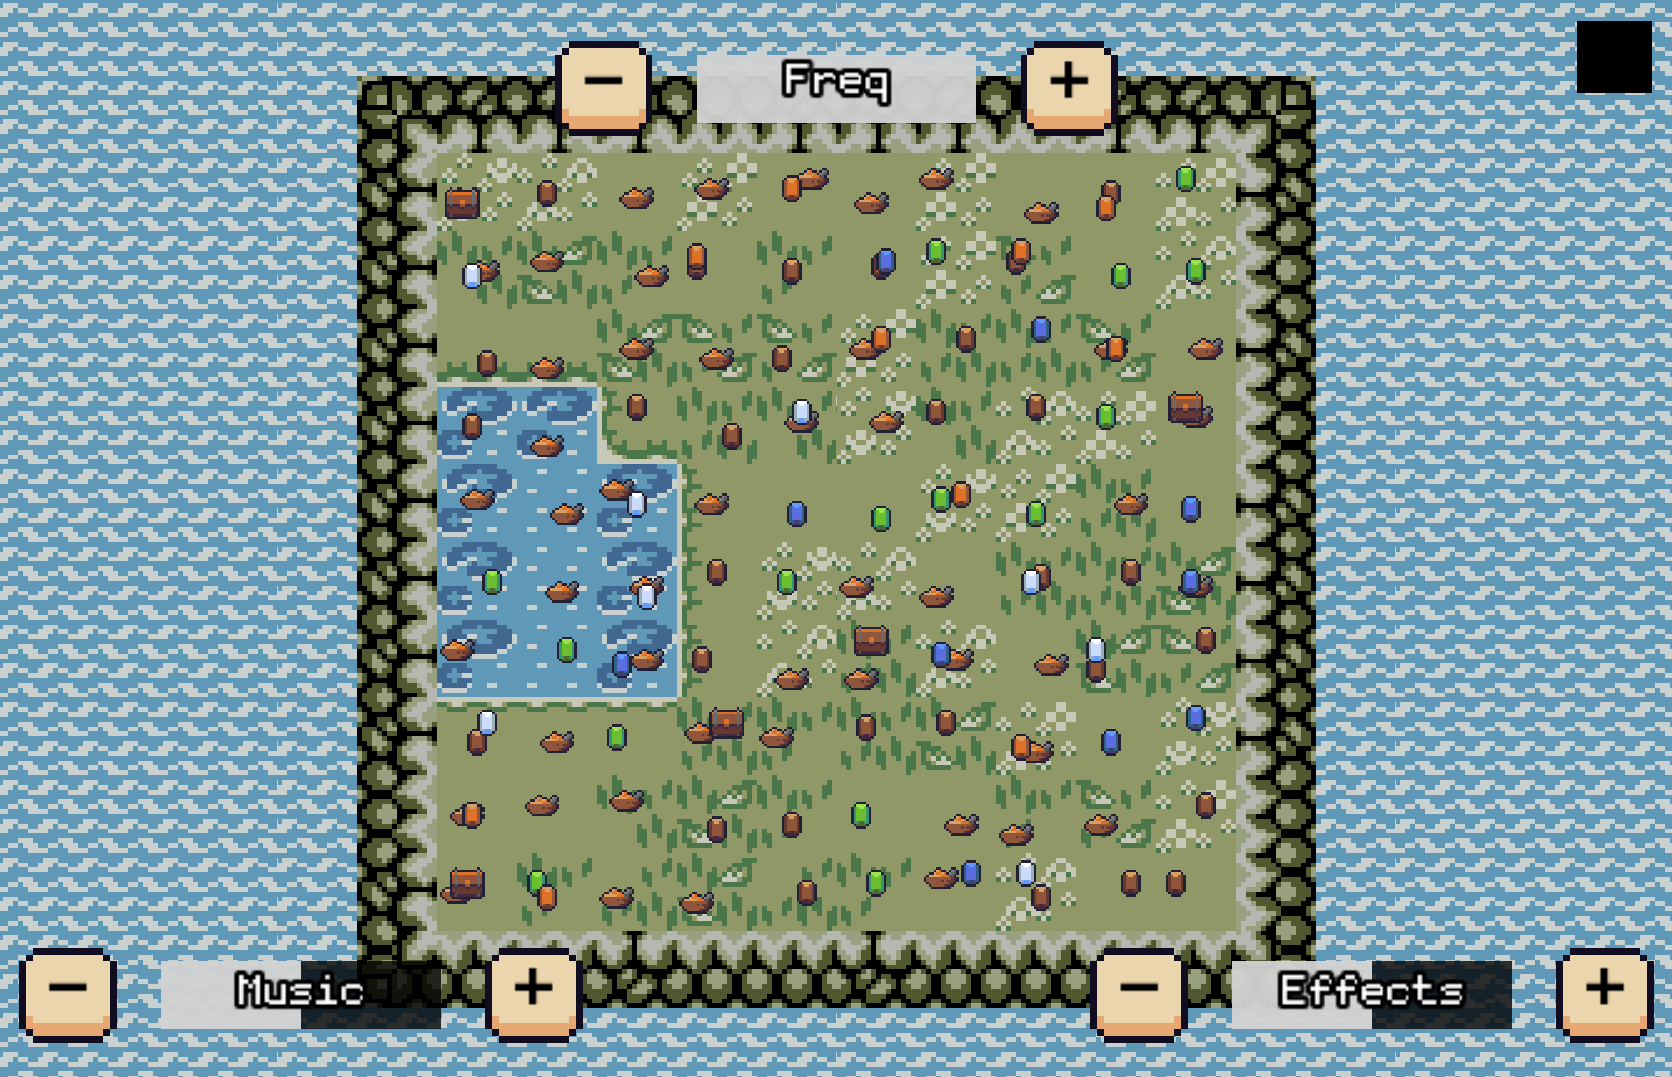 − Freq +
− Music +
− Effects +